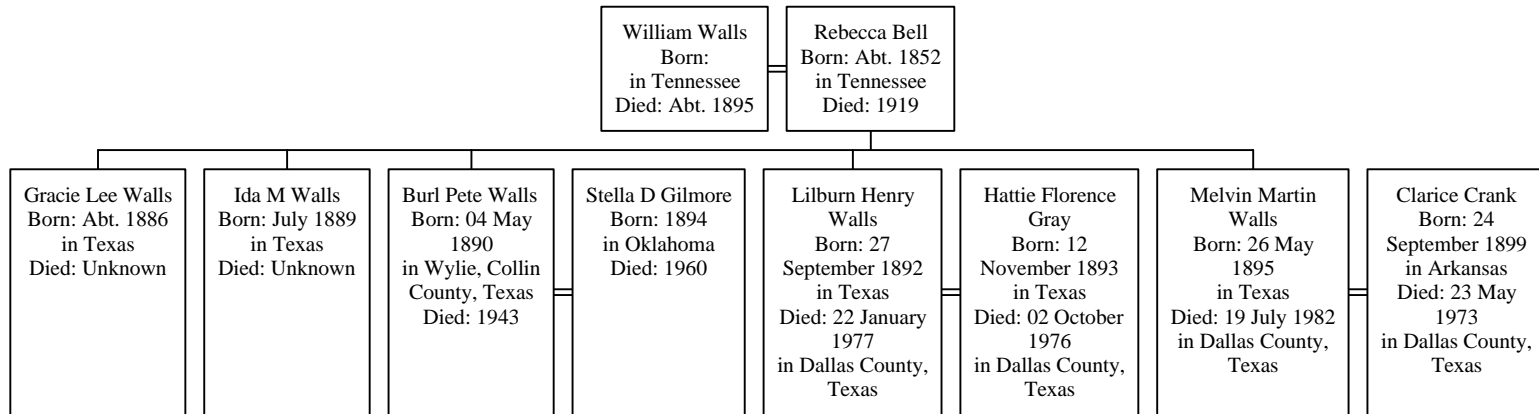 William Walls
Born:
in Tennessee
Died: Abt. 1895
Rebecca Bell
Born: Abt. 1852
in Tennessee
Died: 1919
Gracie Lee Walls
Born: Abt. 1886
in Texas
Died: Unknown
Ida M Walls
Born: July 1889
in Texas
Died: Unknown
Burl Pete Walls
Born: 04 May
1890
in Wylie, Collin
County, Texas
Died: 1943
Stella D Gilmore
Born: 1894
in Oklahoma
Died: 1960
Lilburn Henry
Walls
Born: 27
September 1892
in Texas
Died: 22 January
1977
in Dallas County,
Texas
Hattie Florence
Gray
Born: 12
November 1893
in Texas
Died: 02 October
1976
in Dallas County,
Texas
Melvin Martin
Walls
Born: 26 May
1895
in Texas
Died: 19 July 1982
in Dallas County,
Texas
Clarice Crank
Born: 24
September 1899
in Arkansas
Died: 23 May
1973
in Dallas County,
Texas